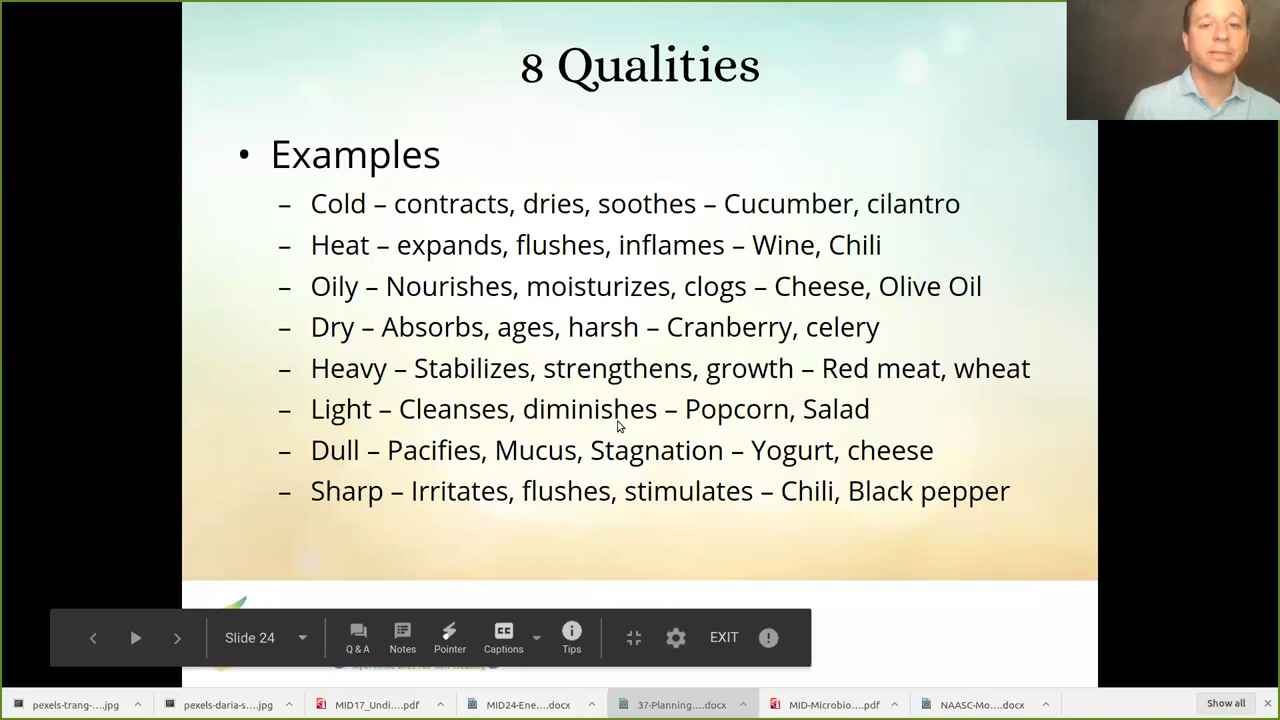 8 Qualities
• Examples
– Cold – contracts, dries, soothes – Cucumber, cilantro
– Heat – expands, flushes, inflames – Wine, Chili
– Oily – Nourishes, moisturizes, clogs – Cheese, Olive Oil
– Dry – Absorbs, ages, harsh – Cranberry, celery
– Heavy – Stabilizes, strengthens, growth – Red meat, wheat
– Light – Cleanses, diminishes – Popcorn, Salad
– Dull – Pacifies, Mucus, Stagnation – Yogurt, cheese
– Sharp – Irritates, flushes, stimulates – Chili, Black pepper
Slide 24
Q & A Notes Pointer CC Captions Tips EXIT
pexels-trang-....jpg pexels-daria-s....jpg MID17_Undi....pdf MID24-Ene....docx 37-Planning....docx MID-Microbio....pdf NAASC-Mo....docx Show all